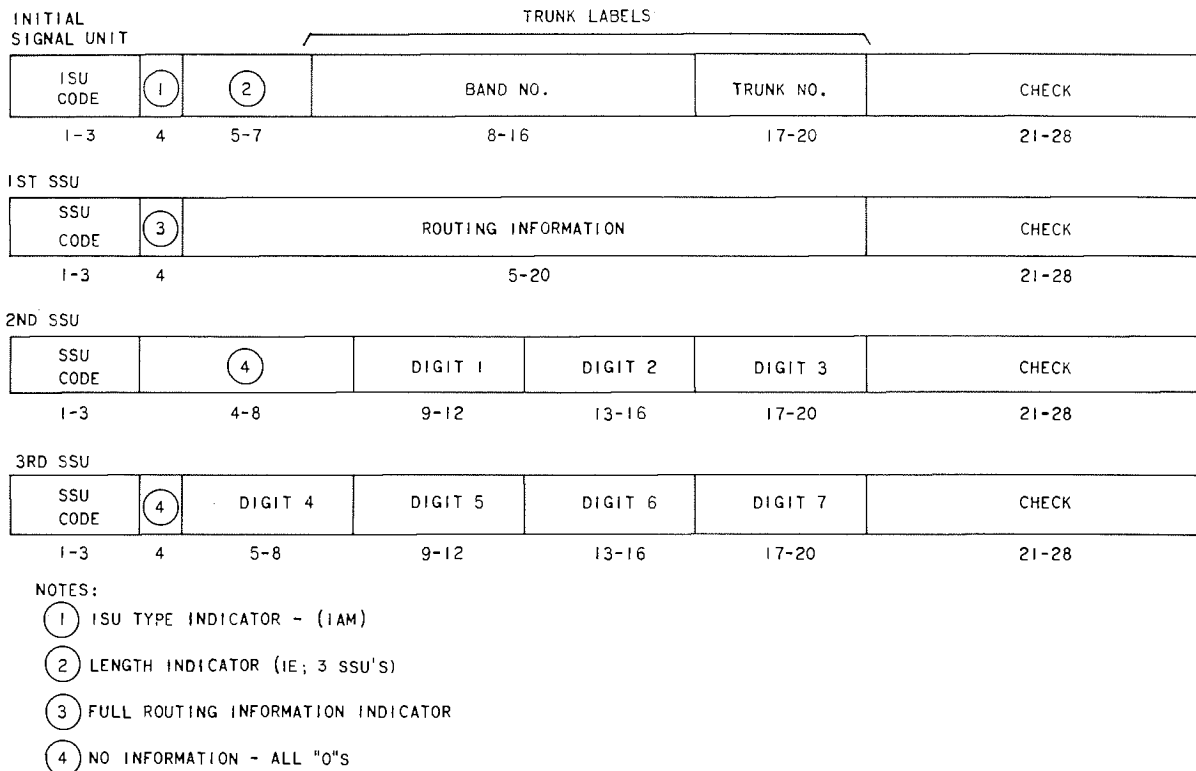 INITIAL
SIGNAL UNIT
TRUNK LABELS
ISU
CODE
1
2
BAND NO.
TRUNK NO.
CHECK
1-3 4 5-7 8-16 17-20 21-28
1ST SSU
SSU
CODE
3
ROUTING INFORMATION
CHECK
1-3 4 5-20 21-28
2ND SSU
SSU
CODE
4
DIGIT 1
DIGIT 2
DIGIT 3
CHECK
1-3 4-8 9-12 13-16 17-20 21-28
3RD SSU
SSU
CODE
4
DIGIT 4
DIGIT 5
DIGIT 6
DIGIT 7
CHECK
1-3 4 5-8 9-12 13-16 17-20 21-28
NOTES:
1 ISU TYPE INDICATOR - (IAM)
2 LENGTH INDICATOR (IE; 3 SSU'S)
3 FULL ROUTING INFORMATION INDICATOR
4 NO INFORMATION - ALL "0"S